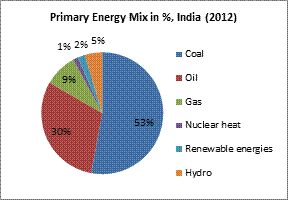 Primary Energy Mix in %, India (2012)
1% 2% 5%
9%
30%
53%
Coal
Oil
Gas
Nuclear heat
Renewable energies
Hydro